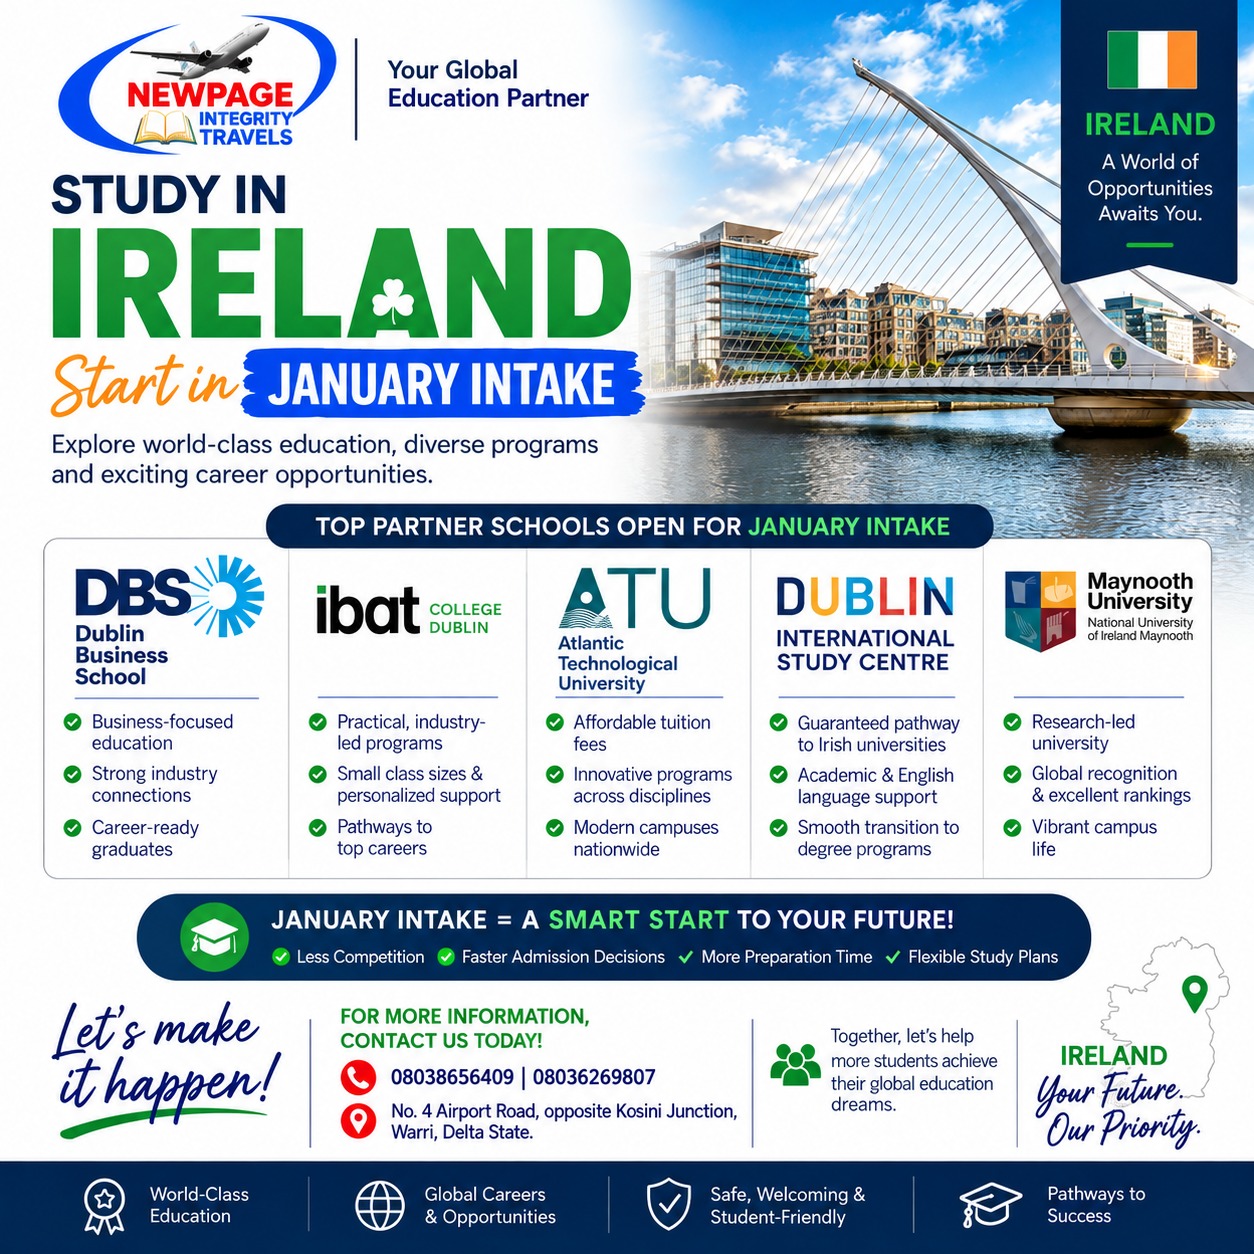 NEWPAGE
INTEGRITY
TRAVELS
Your Global
Education Partner
IRELAND
A World of
Opportunities
Awaits You.
STUDY IN
IRELAND
Start in JANUARY INTAKE
Explore world-class education, diverse programs
and exciting career opportunities.
TOP PARTNER SCHOOLS OPEN FOR JANUARY INTAKE
DBS
Dublin
Business
School
Business-focused
education
Strong industry
connections
Career-ready
graduates
ibat COLLEGE
DUBLIN
Practical, industry-
led programs
Small class sizes &
personalized support
Pathways to
top careers
ATU
Atlantic
Technological
University
Affordable tuition
fees
Innovative programs
across disciplines
Modern campuses
nationwide
DUBLIN
INTERNATIONAL
STUDY CENTRE
Guaranteed pathway
to Irish universities
Academic & English
language support
Smooth transition to
degree programs
Maynooth
University
National University
of Ireland Maynooth
Research-led
university
Global recognition
& excellent rankings
Vibrant campus
life
JANUARY INTAKE = A SMART START TO YOUR FUTURE!
Less Competition Faster Admission Decisions More Preparation Time Flexible Study Plans
Let's make
it happen!
FOR MORE INFORMATION,
CONTACT US TODAY!
08038656409 | 08036269807
No. 4 Airport Road, opposite Kosini Junction,
Warri, Delta State.
Together, let's help
more students achieve
their global education
dreams.
IRELAND
Your Future.
Our Priority.
World-Class
Education
Global Careers
& Opportunities
Safe, Welcoming &
Student-Friendly
Pathways to
Success